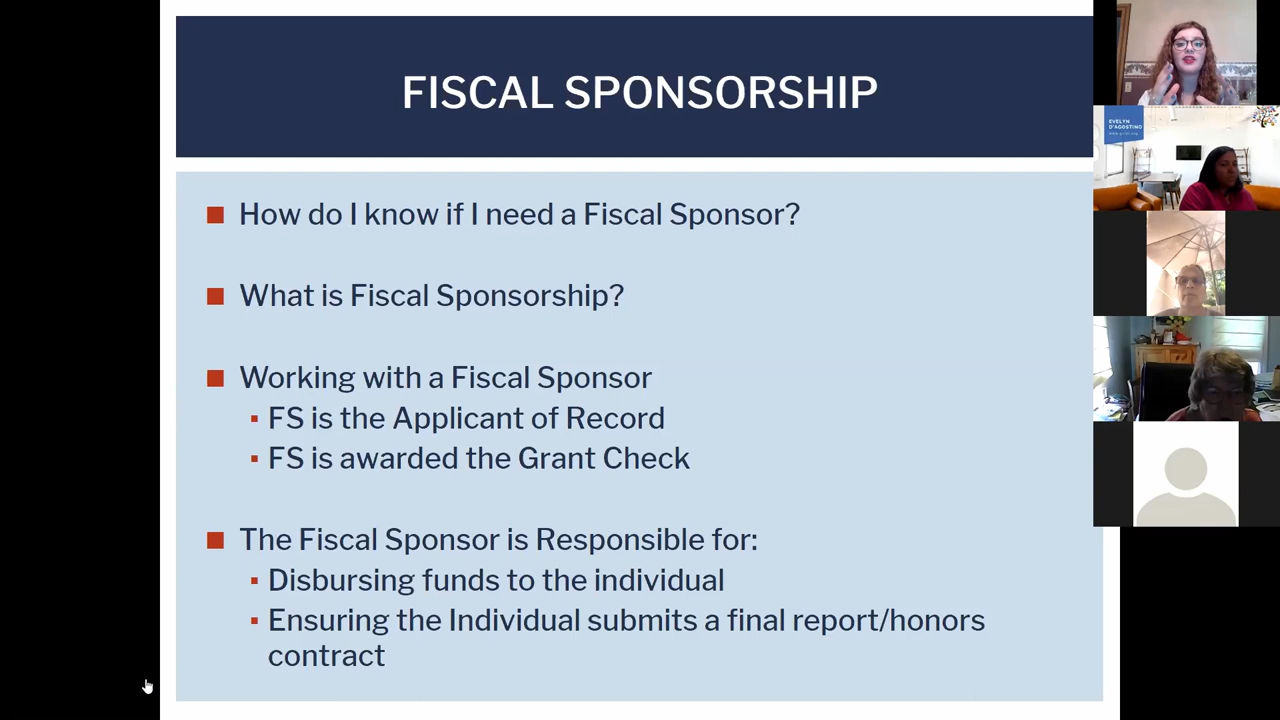 FISCAL SPONSORSHIP
How do I know if I need a Fiscal Sponsor?
What is Fiscal Sponsorship?
Working with a Fiscal Sponsor
FS is the Applicant of Record
FS is awarded the Grant Check
The Fiscal Sponsor is Responsible for:
Disbursing funds to the individual
Ensuring the Individual submits a final report/honors
contract
EVELYN
D'AGOSTINO